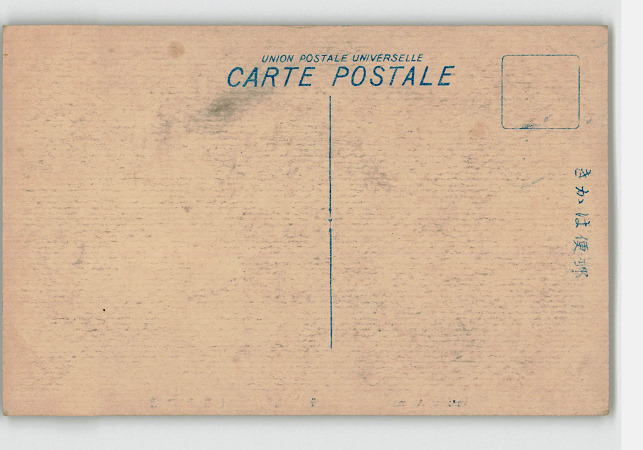 UNION POSTALE UNIVERSELLE
CARTE POSTALE
きかは便郵